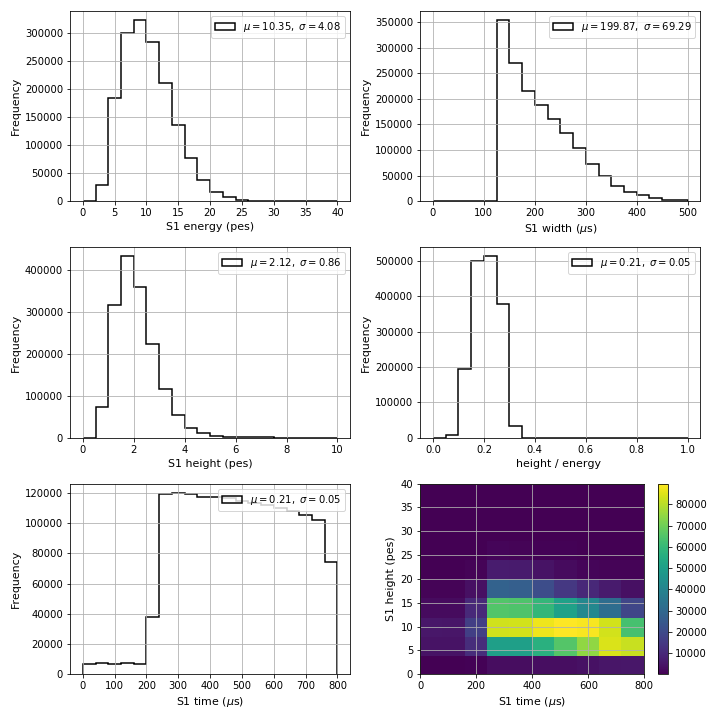 μ = 10.35, σ = 4.08
Frequency
300000
250000
200000
150000
100000
50000
0
0 5 10 15 20 25 30 35 40
S1 energy (pes)
μ = 199.87, σ = 69.29
Frequency
350000
300000
250000
200000
150000
100000
50000
0
0 100 200 300 400 500
S1 width (μs)
μ = 2.12, σ = 0.86
Frequency
400000
300000
200000
100000
0
0 2 4 6 8 10
S1 height (pes)
μ = 0.21, σ = 0.05
Frequency
500000
400000
300000
200000
100000
0
0.0 0.2 0.4 0.6 0.8 1.0
height / energy
μ = 0.21, σ = 0.05
Frequency
120000
100000
80000
60000
40000
20000
0
0 100 200 300 400 500 600 700 800
S1 time (μs)
S1 height (pes)
40
35
30
25
20
15
10
5
0
0 200 400 600 800
S1 time (μs)
80000
70000
60000
50000
40000
30000
20000
10000